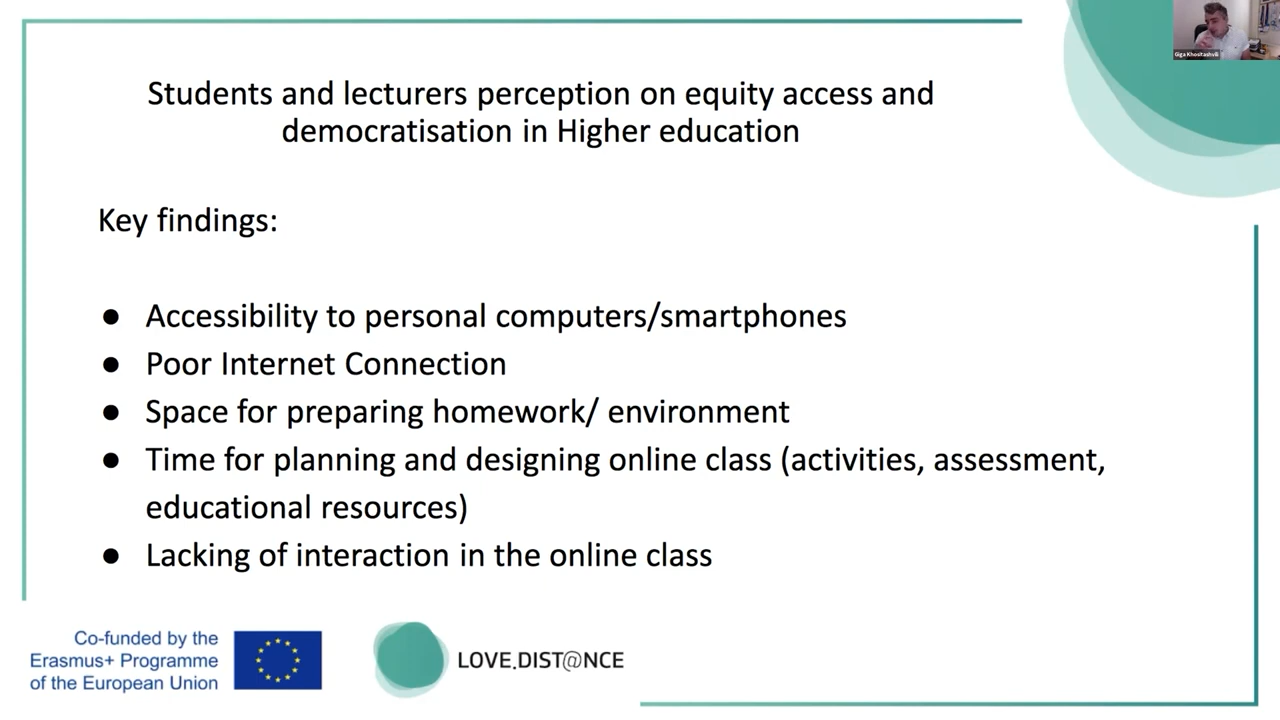 Giga Khositashvili
Students and lecturers perception on equity access and
democratisation in Higher education
Key findings:
● Accessibility to personal computers/smartphones
● Poor Internet Connection
● Space for preparing homework/ environment
● Time for planning and designing online class (activities, assessment,
educational resources)
● Lacking of interaction in the online class
Co-funded by the
Erasmus+ Programme
of the European Union
LOVE.DIST@NCE